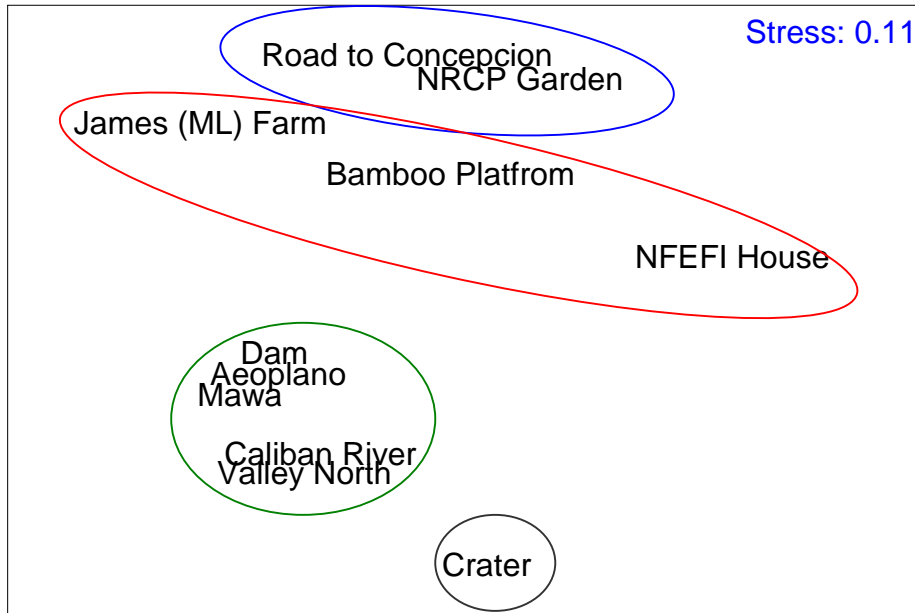 Stress: 0.11
Road to Concepcion
NRCP Garden
James (ML) Farm
Bamboo Platfrom
NFEFI House
Dam
Aeoplano
Mawa
Caliban River
Valley North
Crater